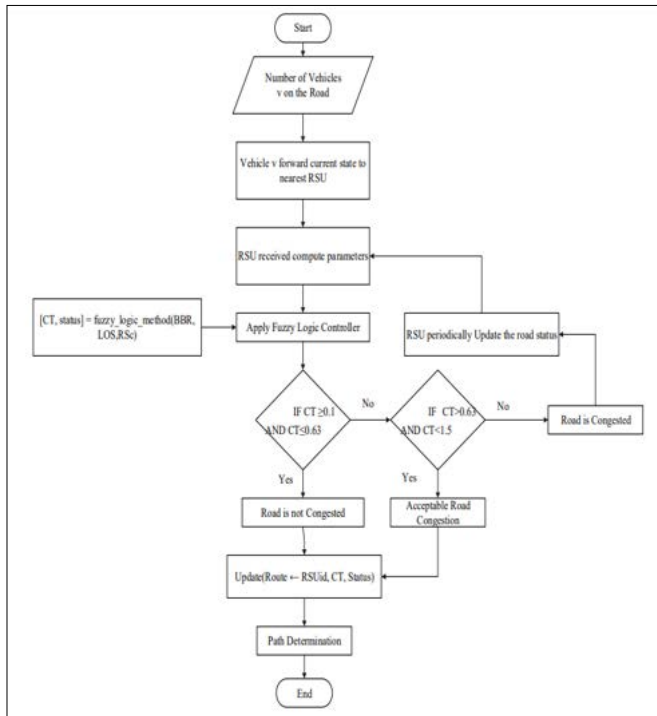 Start
Number of Vehicles
v on the Road
Vehicle v forward current state to
nearest RSU
RSU received compute parameters
[CT, status] = fuzzy_logic_method(BBR,
LOS,RSc)
Apply Fuzzy Logic Controller
RSU periodically Update the road status
IF CT ≥0.1
AND CT≤0.63
No
IF CT>0.63
AND CT<1.5
No
Road is Congested
Yes
Yes
Road is not Congested
Acceptable Road
Congestion
Update(Route ← RSUid, CT, Status)
Path Determination
End